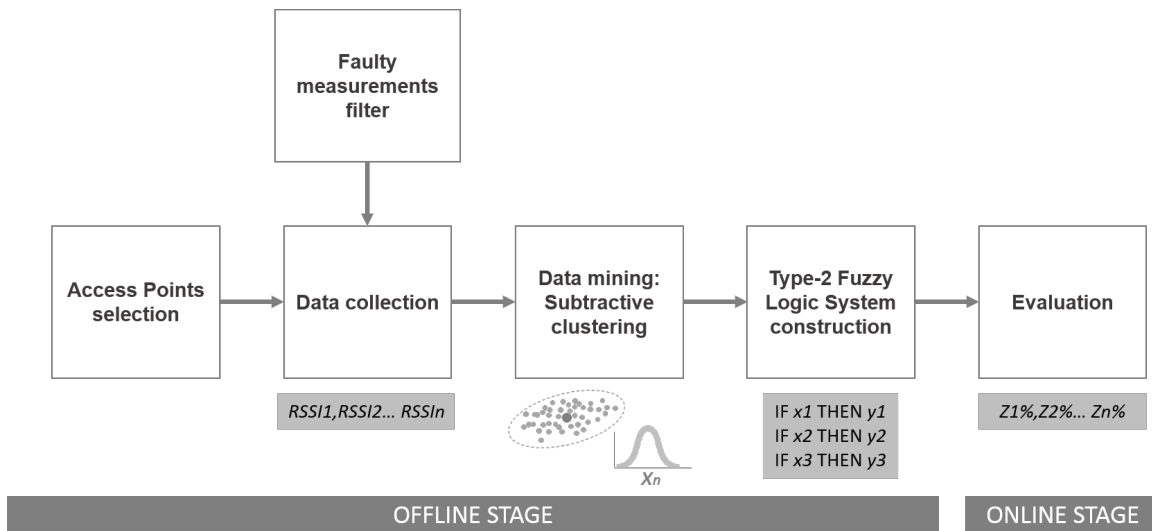 Faulty
measurements
filter
Access Points
selection
Data collection
Data mining:
Subtractive
clustering
Type-2 Fuzzy
Logic System
construction
Evaluation
RSSI1,RSSI2... RSSIn
Xn
IF x1 THEN y1
IF x2 THEN y2
IF x3 THEN y3
Z1%,Z2%... Zn%
OFFLINE STAGE
ONLINE STAGE